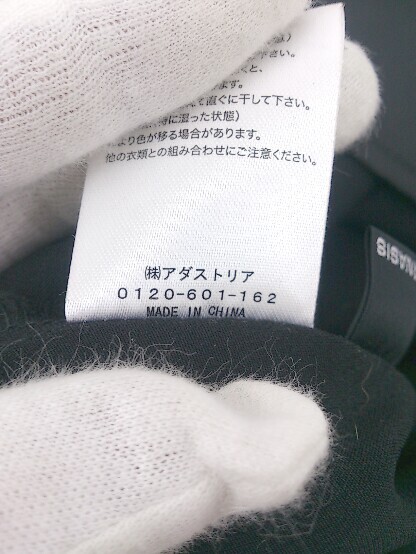 い。
くと、
ます。
て直ぐに干して下さい。
特に湿った状態）
より色が移る場合があります。
他の衣類との組み合わせにご注意ください。
㈱アダストリア
0120-601-162
MADE IN CHINA